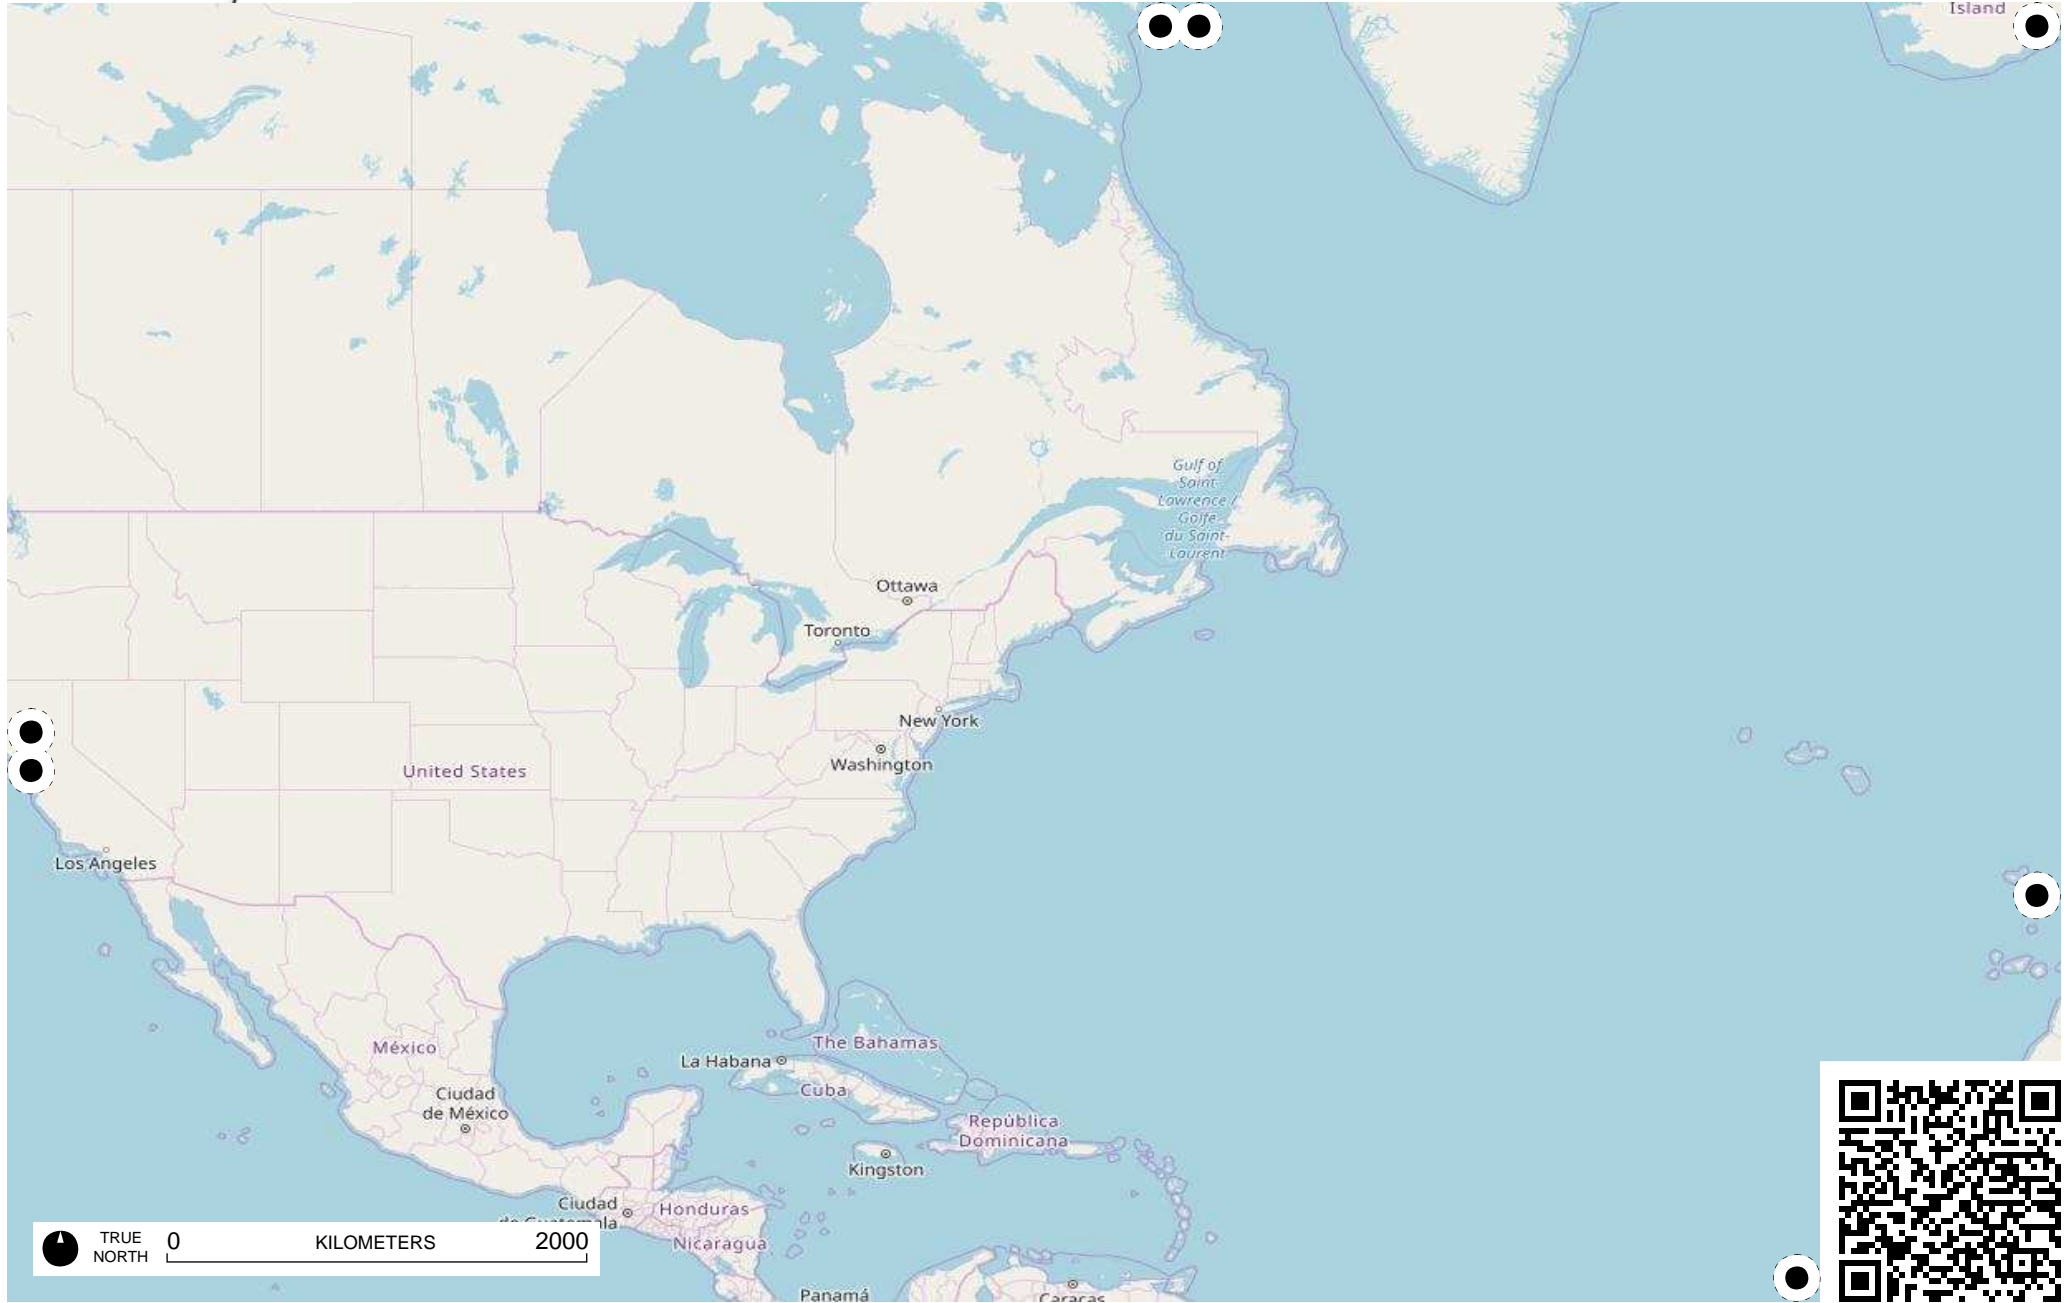 Island
Gulf of
Saint
Lawrence /
Golfe
du Saint-
Laurent
Ottawa
Toronto
New York
Washington
United States
Los Angeles
México
The Bahamas
La Habana
Cuba
Ciudad
de México
República
Dominicana
Kingston
Ciudad
de Guatemala
Honduras
Nicaragua
TRUE
NORTH
0 KILOMETERS 2000
Panamá
Caracas